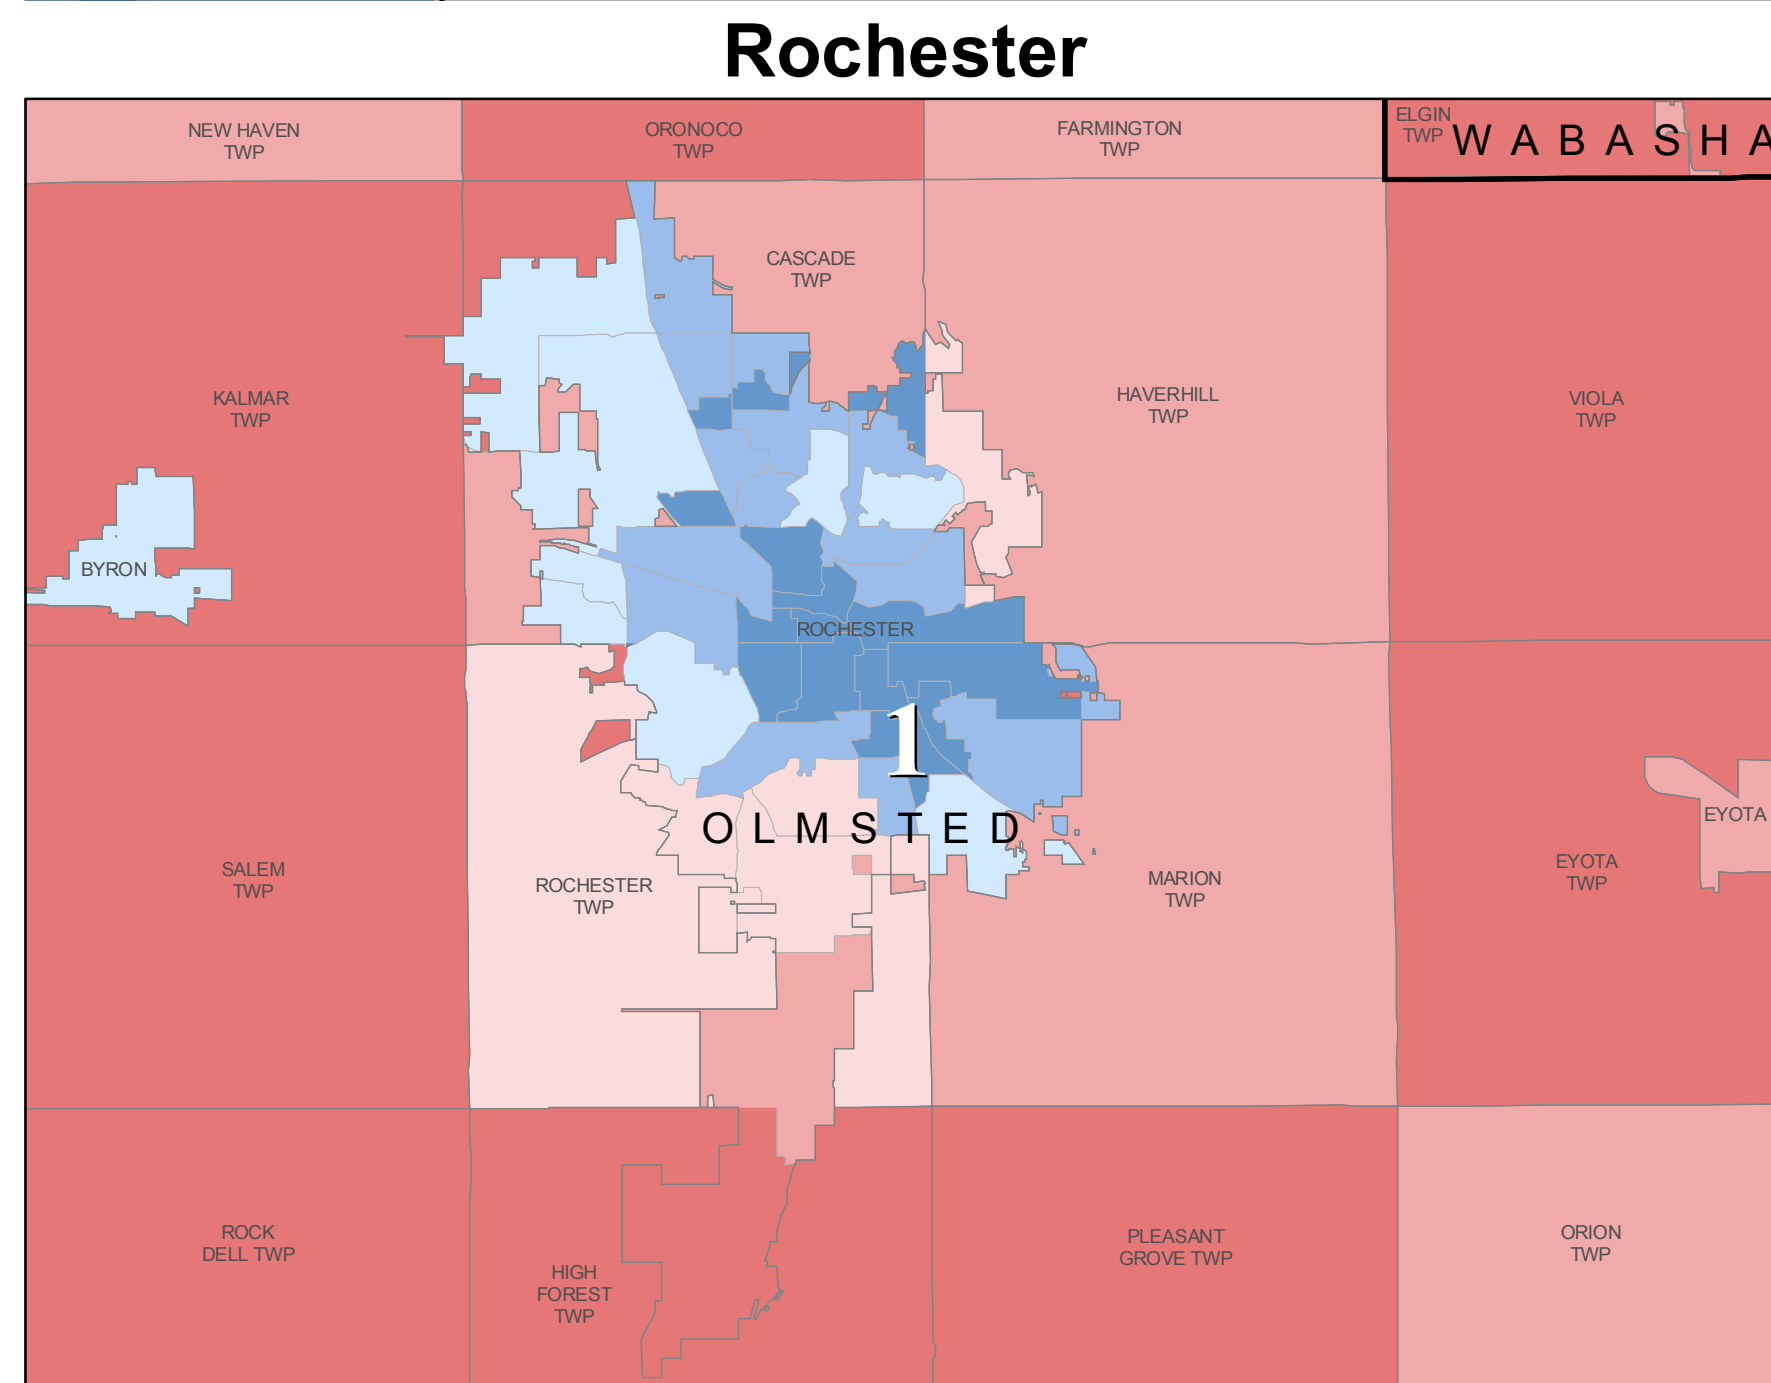 Rochester
NEW HAVEN
TWP
ORONOCO
TWP
FARMINGTON
TWP
ELGIN
TWP
WABASHA
CASCADE
TWP
KALMAR
TWP
HAVERHILL
TWP
VIOLA
TWP
BYRON
ROCHESTER
1
OLMSTED
EYOTA
SALEM
TWP
ROCHESTER
TWP
MARION
TWP
EYOTA
TWP
ROCK
DELL TWP
HIGH
FOREST
TWP
PLEASANT
GROVE TWP
ORION
TWP